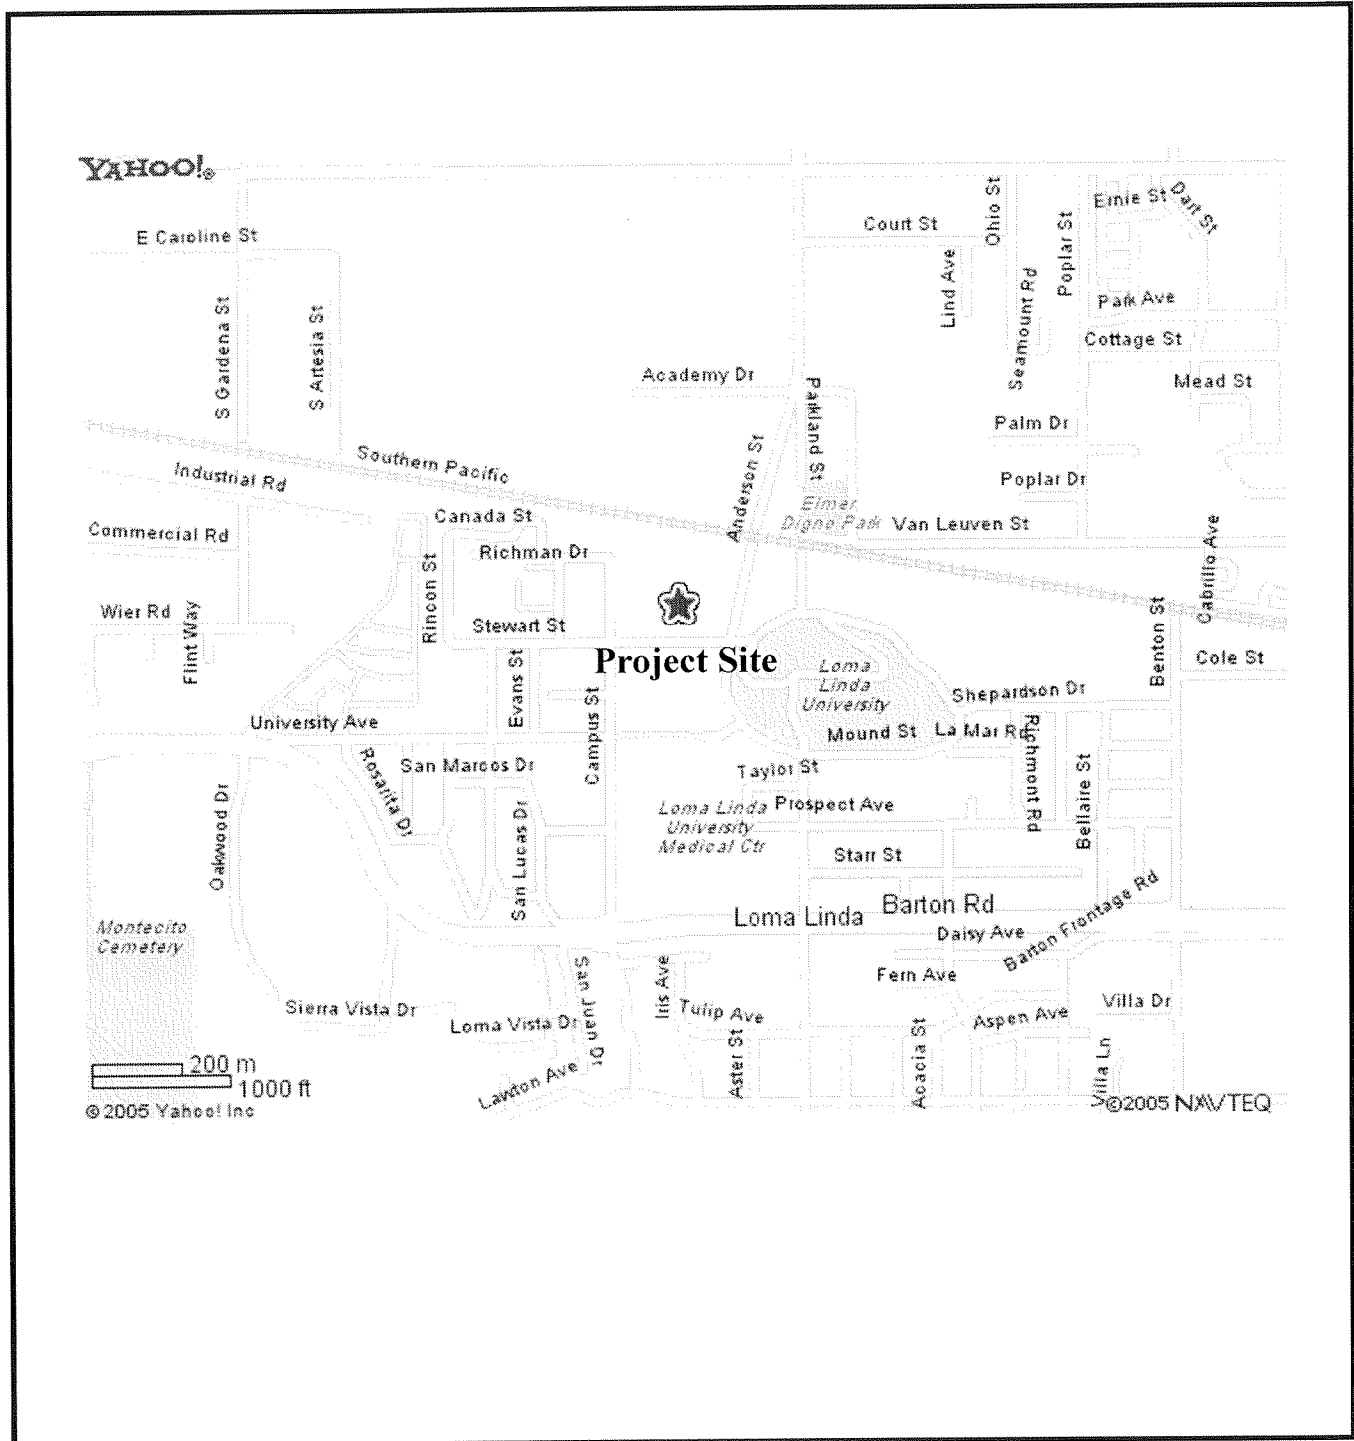 YAHOO!®
E Caroline St
Court St
Ohio St
Poplar St
Ernie St
Dart St
Lind Ave
Seamount Rd
Park Ave
S Gardena St
S Artesia St
Cottage St
Mead St
Academy Dr
Parkland St
Palm Dr
Southern Pacific
Anderson St
Industrial Rd
Poplar Dr
Elmer
Digno Park
Canada St
Van Leuven St
Commercial Rd
Richman Dr
Cabrillo Ave
Rincon St
Wier Rd
Flint Way
Stewart St
Benton St
Project Site
Loma
Linda
University
Cole St
Evans St
Campus St
Shepardson Dr
University Ave
Mound St
La Mar Rd
Richmont Rd
San Marcos Dr
Rosarita Dr
Taylor St
Bellaire St
Loma Linda
University
Medical Ctr
Prospect Ave
Oakwood Dr
San Lucas Dr
Starr St
Barton Rd
Loma Linda
Barton Frontage Rd
Montecito
Cemetery
Daisy Ave
San Juan Dr
Iris Ave
Fern Ave
Sierra Vista Dr
Loma Vista Dr
Tulip Ave
Aspen Ave
Villa Dr
Lawton Ave
Aster St
Acacia St
Villa Ln
200 m
1000 ft
©2005 Yahoo! Inc
©2005 NAVTEQ